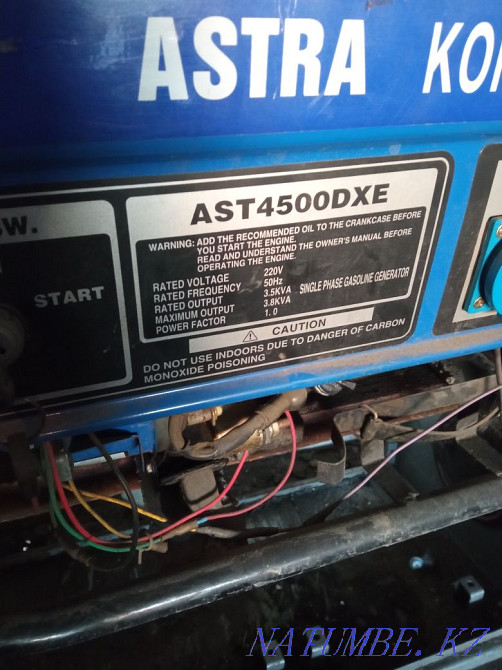 ASTRA KOP
W.
START
AST4500DXE
WARNING: ADD THE RECOMMENDED OIL TO THE CRANKCASE BEFORE
YOU START THE ENGINE.
READ AND UNDERSTAND THE OWNER'S MANUAL BEFORE
OPERATING THE ENGINE.
RATED VOLTAGE 220V
RATED FREQUENCY 50Hz
RATED OUTPUT 3.5KVA SINGLE PHASE GASOLINE GENERATOR
MAXIMUM OUTPUT 3.8KVA
POWER FACTOR 1.0
CAUTION
DO NOT USE INDOORS DUE TO DANGER OF CARBON
MONOXIDE POISONING
NATUMBE.KZ